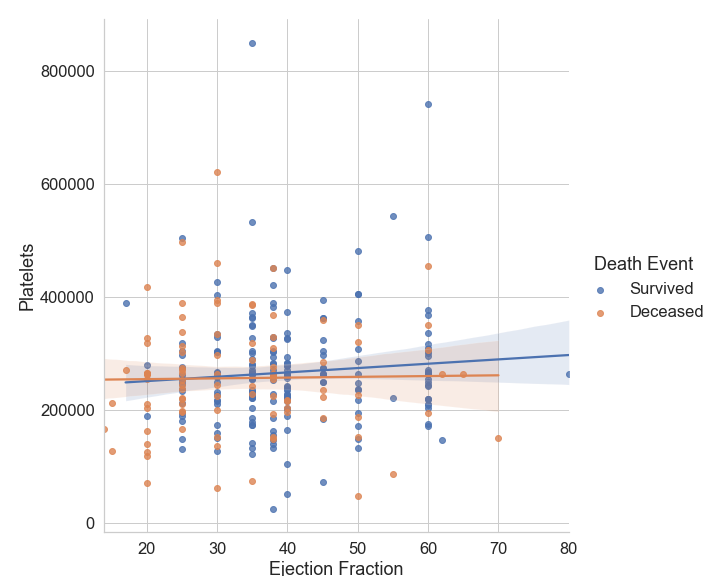 800000
600000
400000
200000
0
Platelets
20 30 40 50 60 70 80
Ejection Fraction
Death Event
Survived
Deceased